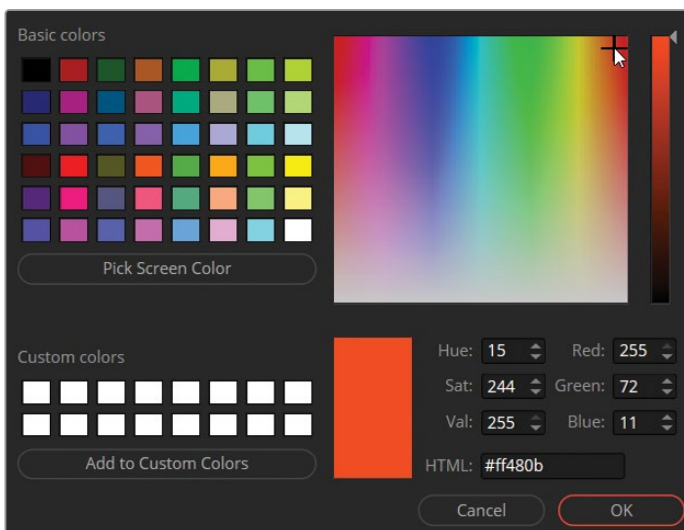 Basic colors
Pick Screen Color
Custom colors
Add to Custom Colors
Hue: 15 Red: 255
Sat: 244 Green: 72
Val: 255 Blue: 11
HTML: #ff480b
Cancel OK